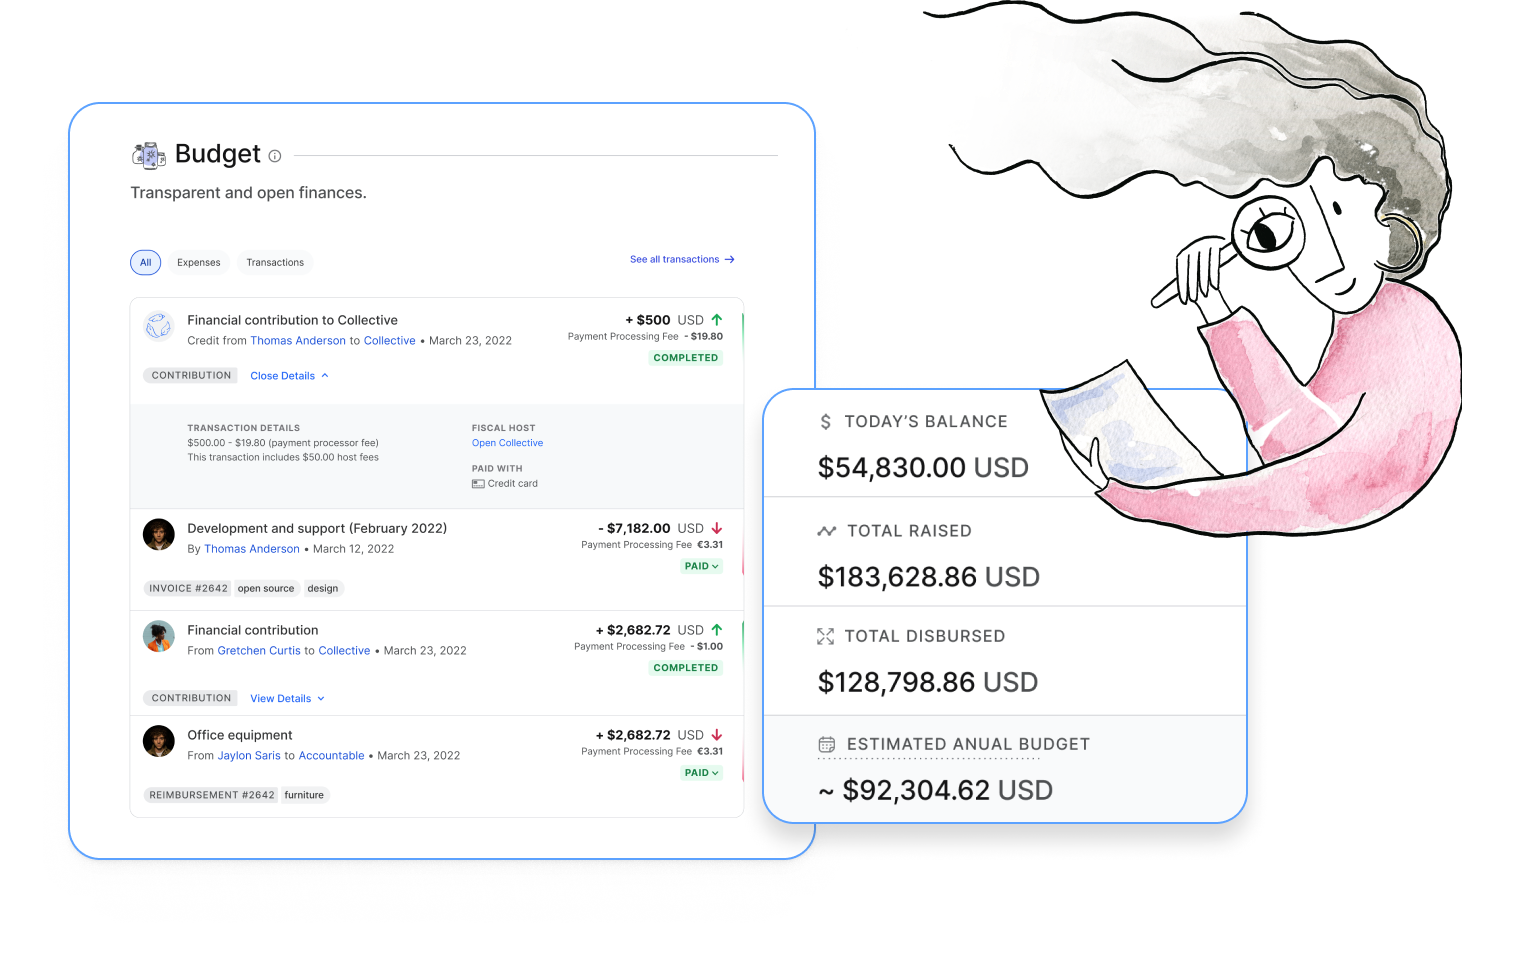 Budget
Transparent and open finances.
All Expenses Transactions See all transactions →
Financial contribution to Collective + $500 USD ↑
Credit from Thomas Anderson to Collective • March 23, 2022 Payment Processing Fee - $19.80
COMPLETED
CONTRIBUTION Close Details
TRANSACTION DETAILS FISCAL HOST
$500.00 - $19.80 (payment processor fee) Open Collective
This transaction includes $50.00 host fees
PAID WITH
Credit card
Development and support (February 2022) - $7,182.00 USD ↓
By Thomas Anderson • March 12, 2022 Payment Processing Fee €3.31
PAID
INVOICE #2642 open source design
Financial contribution + $2,682.72 USD ↑
From Gretchen Curtis to Collective • March 23, 2022 Payment Processing Fee - $1.00
COMPLETED
CONTRIBUTION View Details
Office equipment + $2,682.72 USD ↓
From Jaylon Saris to Accountable • March 23, 2022 Payment Processing Fee €3.31
PAID
REIMBURSEMENT #2642 furniture
$ TODAY’S BALANCE
$54,830.00 USD
TOTAL RAISED
$183,628.86 USD
TOTAL DISBURSED
$128,798.86 USD
ESTIMATED ANUAL BUDGET
~ $92,304.62 USD